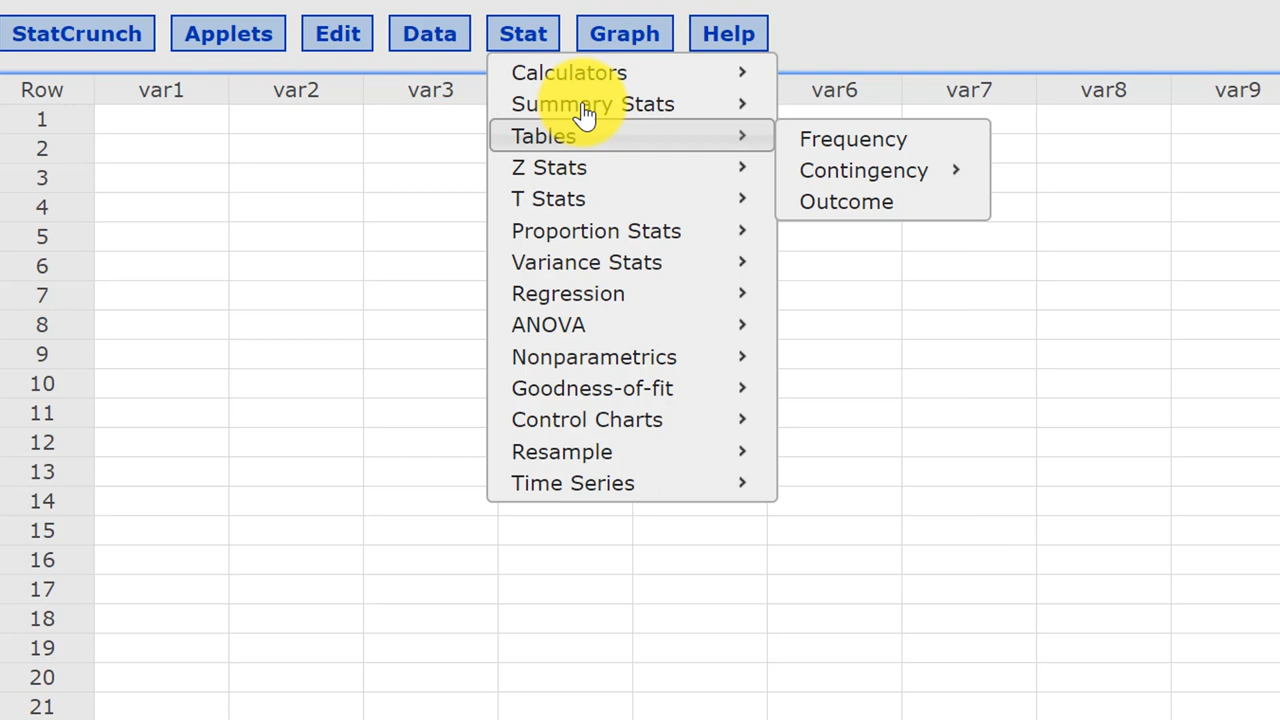 StatCrunch Applets Edit Data Stat Graph Help
Calculators
Summary Stats
Tables
Z Stats
T Stats
Proportion Stats
Variance Stats
Regression
ANOVA
Nonparametrics
Goodness-of-fit
Control Charts
Resample
Time Series
Frequency
Contingency
Outcome
Row var1 var2 var3 var6 var7 var8 var9
1
2
3
4
5
6
7
8
9
10
11
12
13
14
15
16
17
18
19
20
21